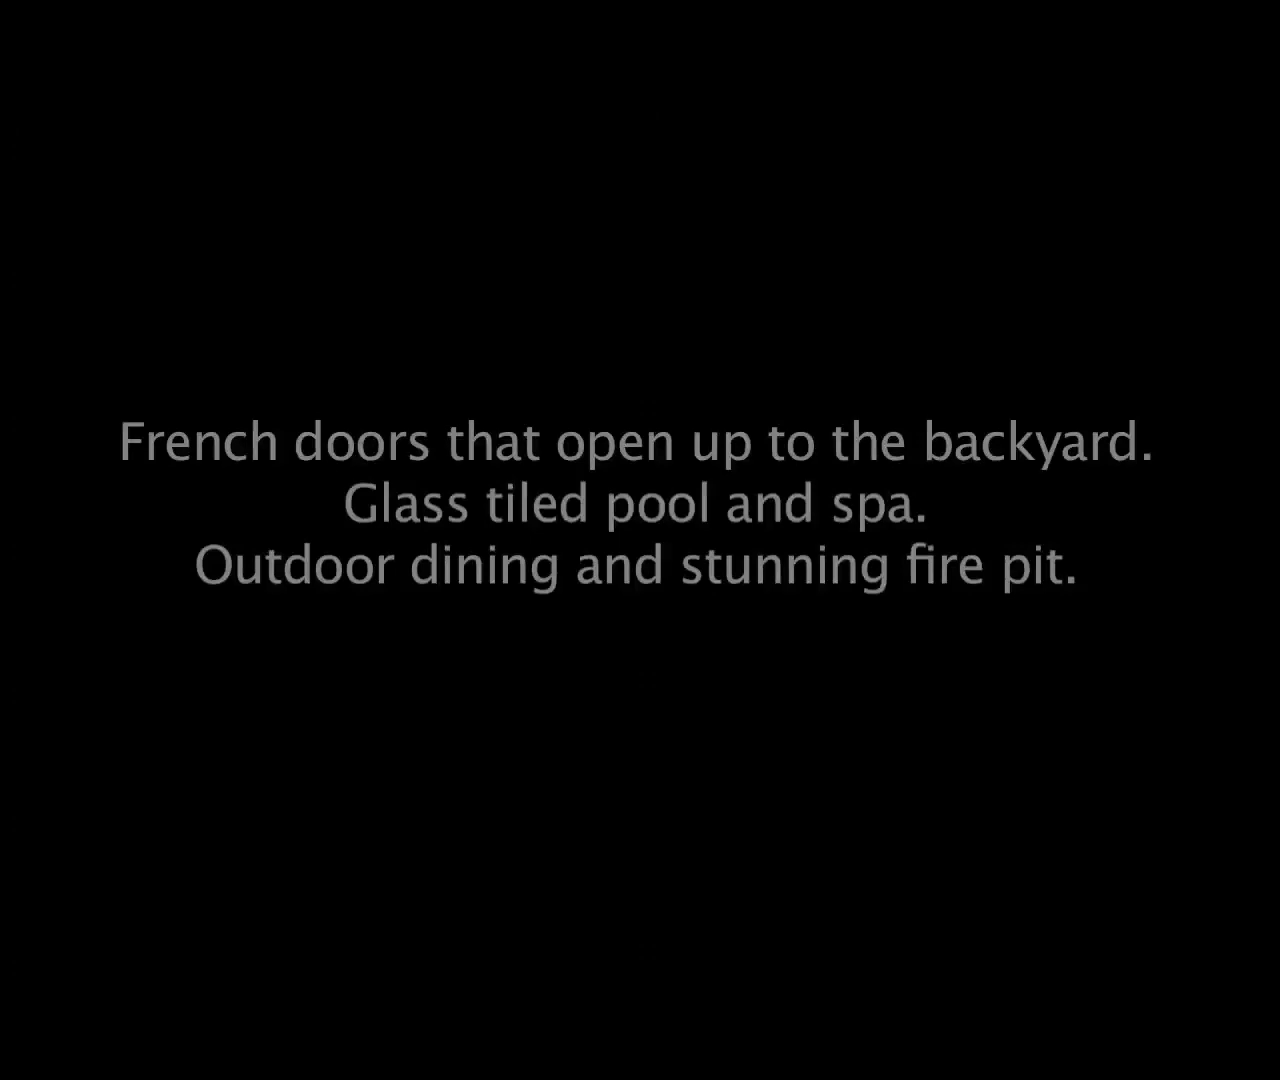 French doors that open up to the backyard.
Glass tiled pool and spa.
Outdoor dining and stunning fire pit.